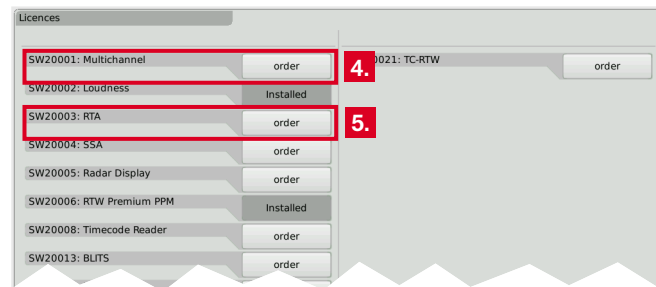 Licences
SW20001: Multichannel
order
4.
0021: TC-RTW
order
SW20002: Loudness
Installed
SW20003: RTA
order
5.
SW20004: SSA
order
SW20005: Radar Display
order
SW20006: RTW Premium PPM
Installed
SW20008: Timecode Reader
order
SW20013: BLITS
order